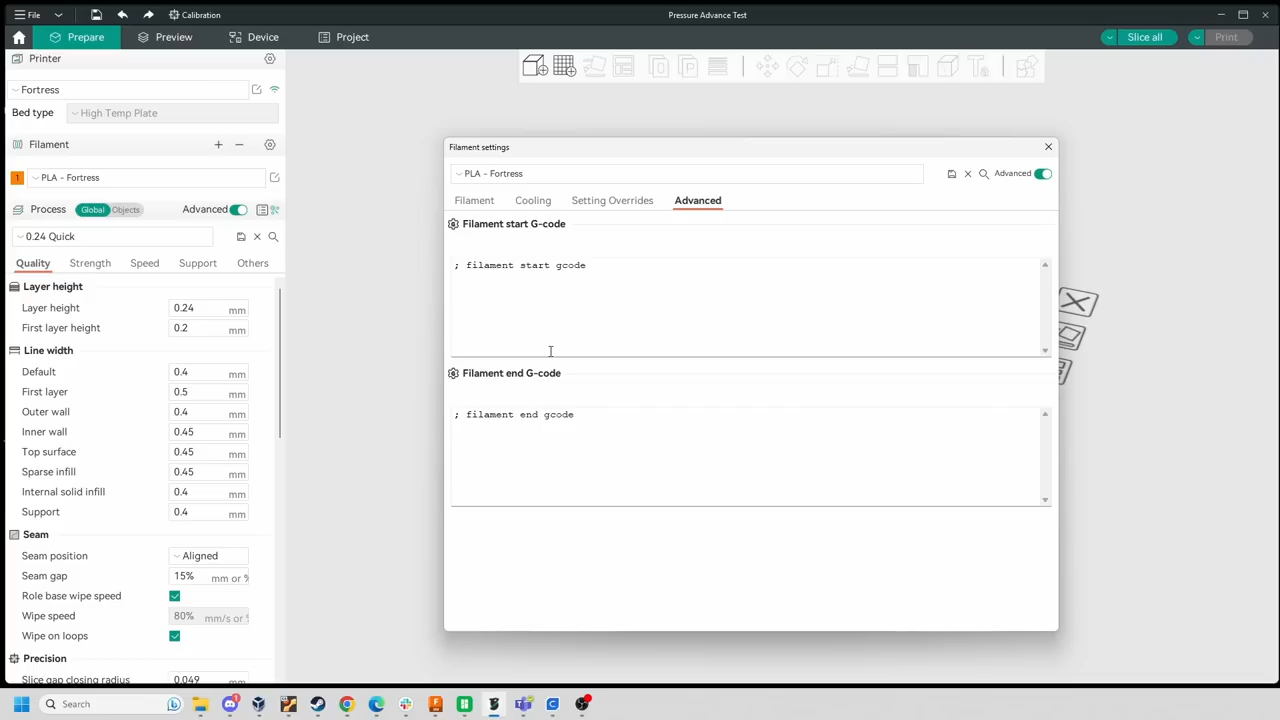 File
Calibration
Pressure Advance Test
Prepare
Preview
Device
Project
Slice all
Print
Printer
Fortress
Bed type
High Temp Plate
Filament
1
PLA - Fortress
Process
Global
Objects
Advanced
0.24 Quick
Quality
Strength
Speed
Support
Others
Layer height
Layer height 0.24 mm
First layer height 0.2 mm
Line width
Default 0.4 mm
First layer 0.5 mm
Outer wall 0.4 mm
Inner wall 0.45 mm
Top surface 0.45 mm
Sparse infill 0.45 mm
Internal solid infill 0.4 mm
Support 0.4 mm
Seam
Seam position Aligned
Seam gap 15% mm or %
Role base wipe speed
Wipe speed 80% mm/s or %
Wipe on loops
Precision
Slice gap closing radius 0.049 mm
Filament settings
PLA - Fortress
Advanced
Filament
Cooling
Setting Overrides
Advanced
Filament start G-code
; filament start gcode
Filament end G-code
; filament end gcode
Search